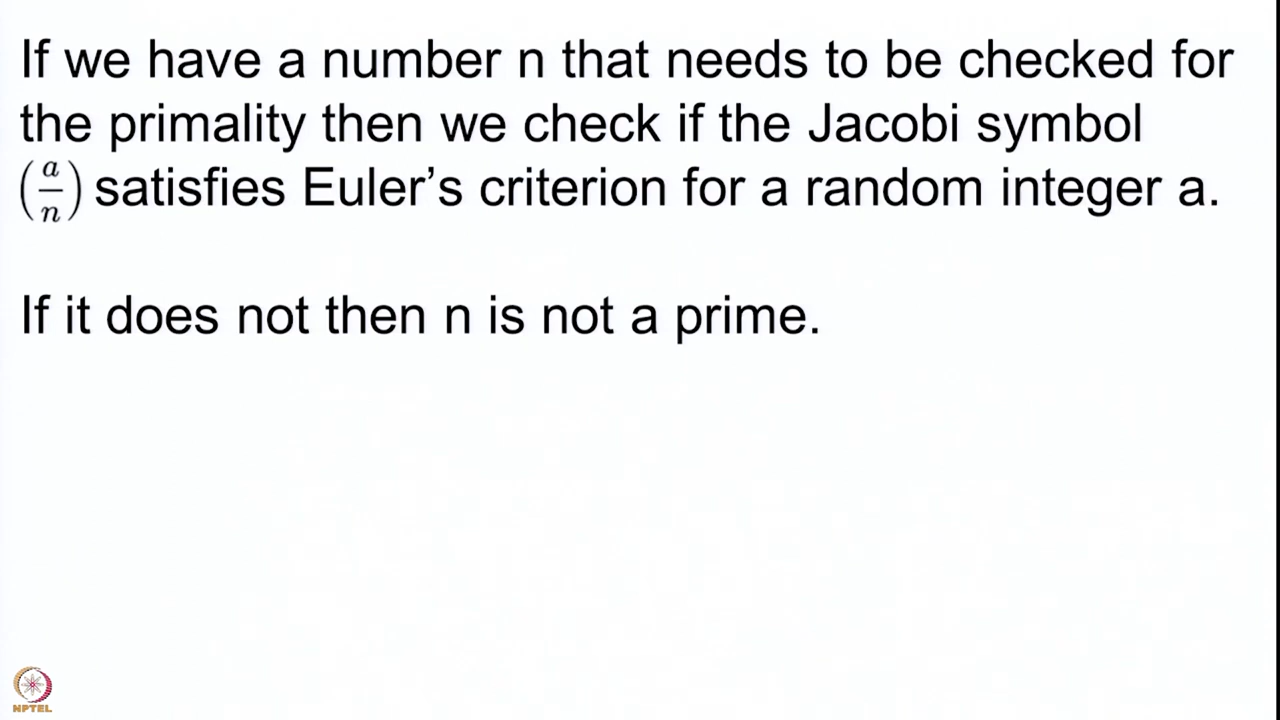 If we have a number n that needs to be checked for
the primality then we check if the Jacobi symbol
(a/n) satisfies Euler’s criterion for a random integer a.
If it does not then n is not a prime.
NPTEL